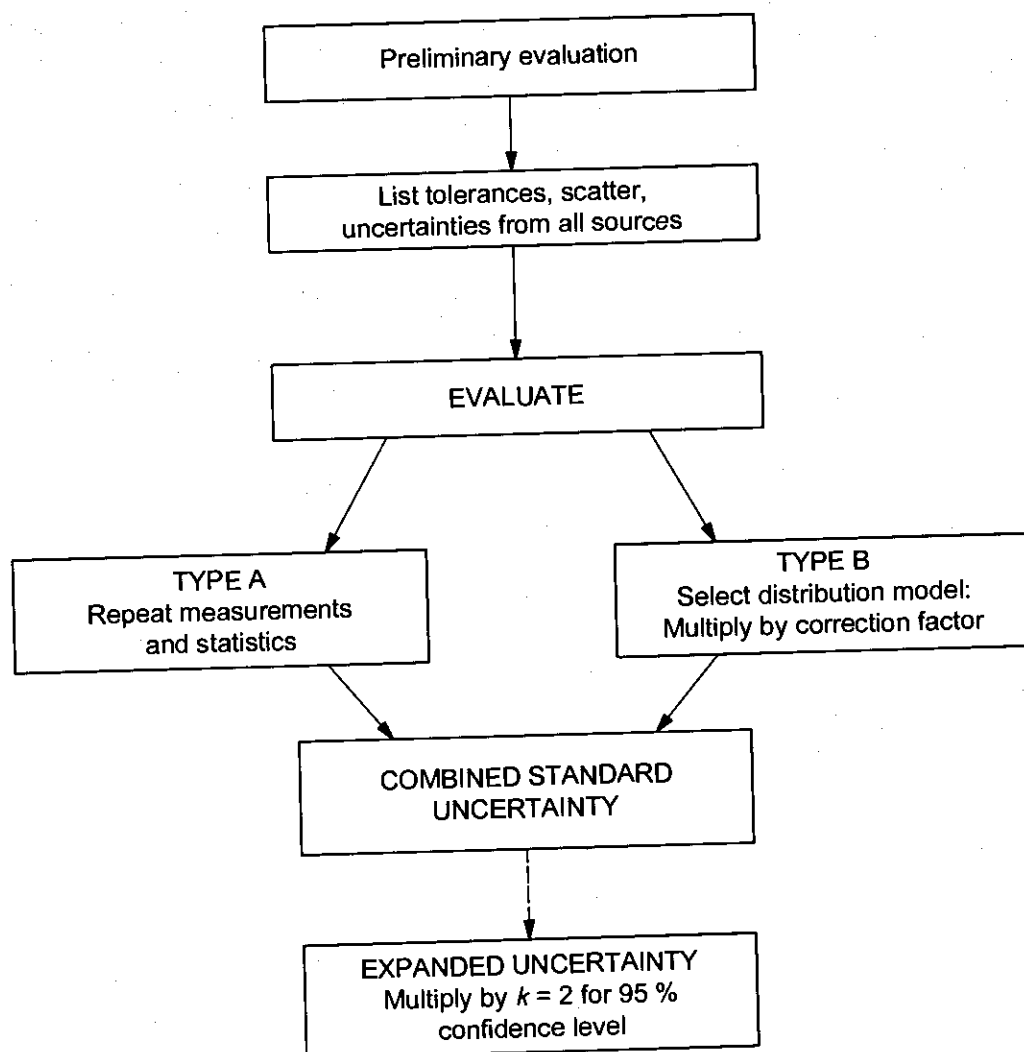 Preliminary evaluation
List tolerances, scatter,
uncertainties from all sources
EVALUATE
TYPE A
Repeat measurements
and statistics
TYPE B
Select distribution model:
Multiply by correction factor
COMBINED STANDARD
UNCERTAINTY
EXPANDED UNCERTAINTY
Multiply by k = 2 for 95 %
confidence level